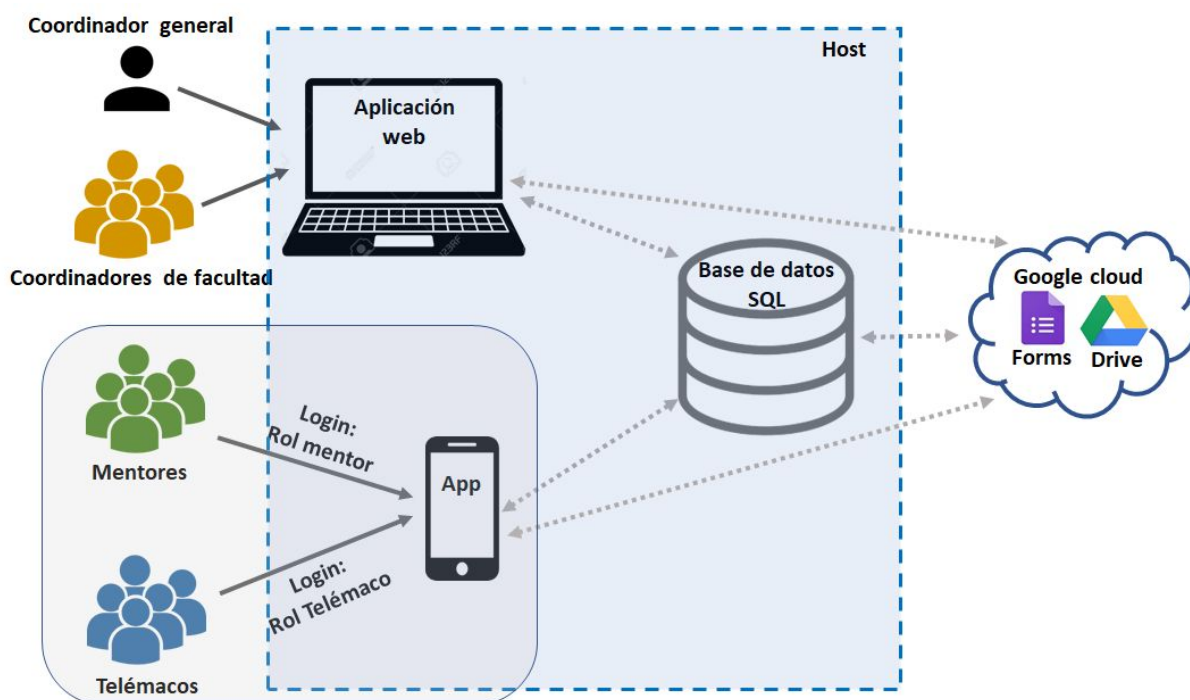 Coordinador general
Host
Aplicación
web
Coordinadores de facultad
Base de datos
SQL
Google cloud
Forms
Drive
Mentores
Login:
Rol mentor
App
Login:
Rol Telémaco
Telémacos
123RF